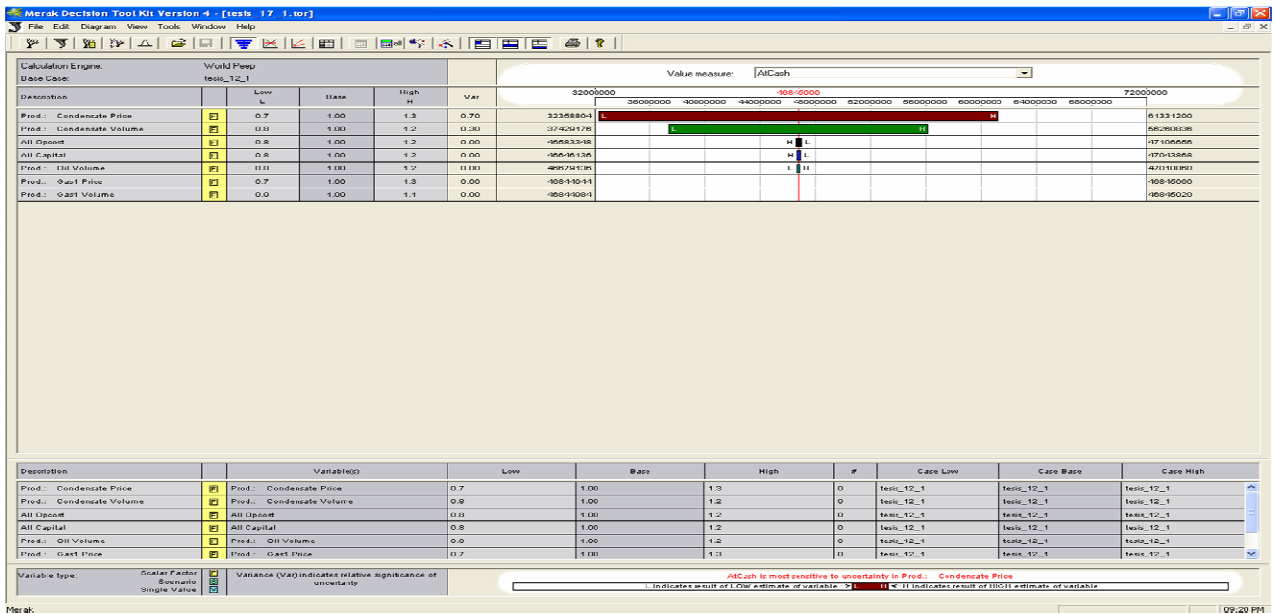 Merak Decision Tool Kit Version 4 - [tesis_17_1.tor]
File Edit Diagram View Tools Window Help
Calculation Engine: World Peep
Base Case: tesis_12_1
Value measure: AtCash
Description Low L Base High H Var
32000000 72000000
36000000 40000000 44000000 48000000 52000000 56000000 60000000 64000000 68000000
Prod.: Condensate Price F 0.7 1.00 1.3 0.70 32358804 L H 61331200
Prod.: Condensate Volume F 0.8 1.00 1.2 0.30 37429176 L H 56260836
All Opcost F 0.8 1.00 1.2 0.00 H L 47106656
All Capital F 0.8 1.00 1.2 0.00 46646136 H L 47043868
Prod.: Oil Volume F 1.00 1.2 0.00 L H
Prod.: Gas1 Price F 0.7 1.00 1.3 0.00
Prod.: Gas1 Volume F 0.9 1.00 1.1 0.00 46844984 46845020
Description Variable(s) Low Base High # Case Low Case Base Case High
Prod.: Condensate Price F Prod.: Condensate Price 0.7 1.00 1.3 0 tesis_12_1 tesis_12_1 tesis_12_1
Prod.: Condensate Volume F Prod.: Condensate Volume 0.8 1.00 1.2 0 tesis_12_1 tesis_12_1 tesis_12_1
All Opcost F All Opcost 0.8 1.00 1.2 0 tesis_12_1 tesis_12_1 tesis_12_1
All Capital F All Capital 0.8 1.00 1.2 0 tesis_12_1 tesis_12_1 tesis_12_1
Prod.: Oil Volume F Prod.: Oil Volume 1.00 1.2 0 tesis_12_1 tesis_12_1 tesis_12_1
Prod.: Gas1 Price F Prod.: Gas1 Price 0.7 1.00 1.3 0 tesis_12_1 tesis_12_1 tesis_12_1
Variable type: Scalar Factor F
Scenario S
Single Value V
Variance (Var) indicates relative significance of uncertainty
AtCash is most sensitive to uncertainty in Prod.: Condensate Price
L indicates result of LOW estimate of variable > L H < H indicates result of HIGH estimate of variable
Merak 09:20 PM